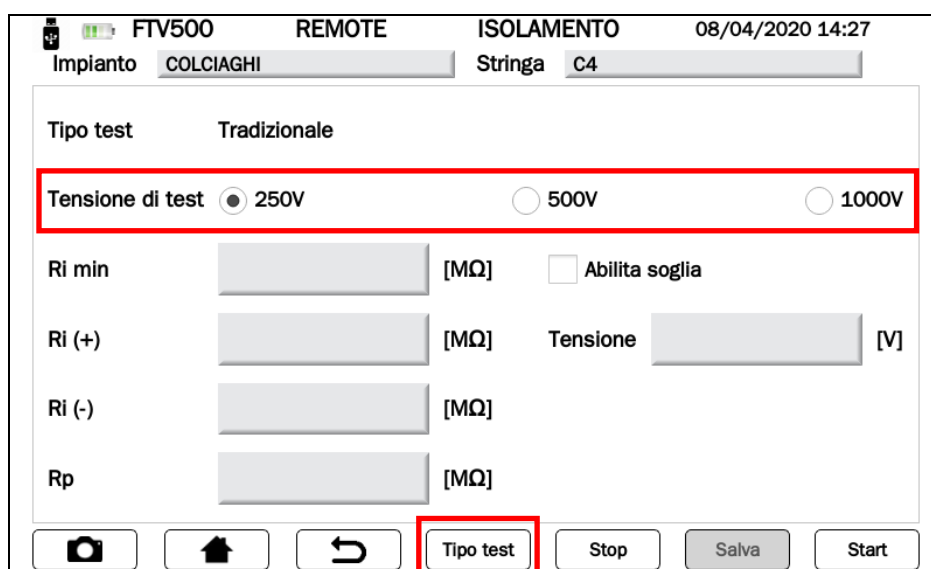 FTV500 REMOTE ISOLAMENTO 08/04/2020 14:27
Impianto COLCIAGHI Stringa C4
Tipo test Tradizionale
Tensione di test 250V 500V 1000V
Ri min [MΩ] Abilita soglia
Ri (+) [MΩ] Tensione [V]
Ri (-) [MΩ]
Rp [MΩ]
Tipo test Stop Salva Start